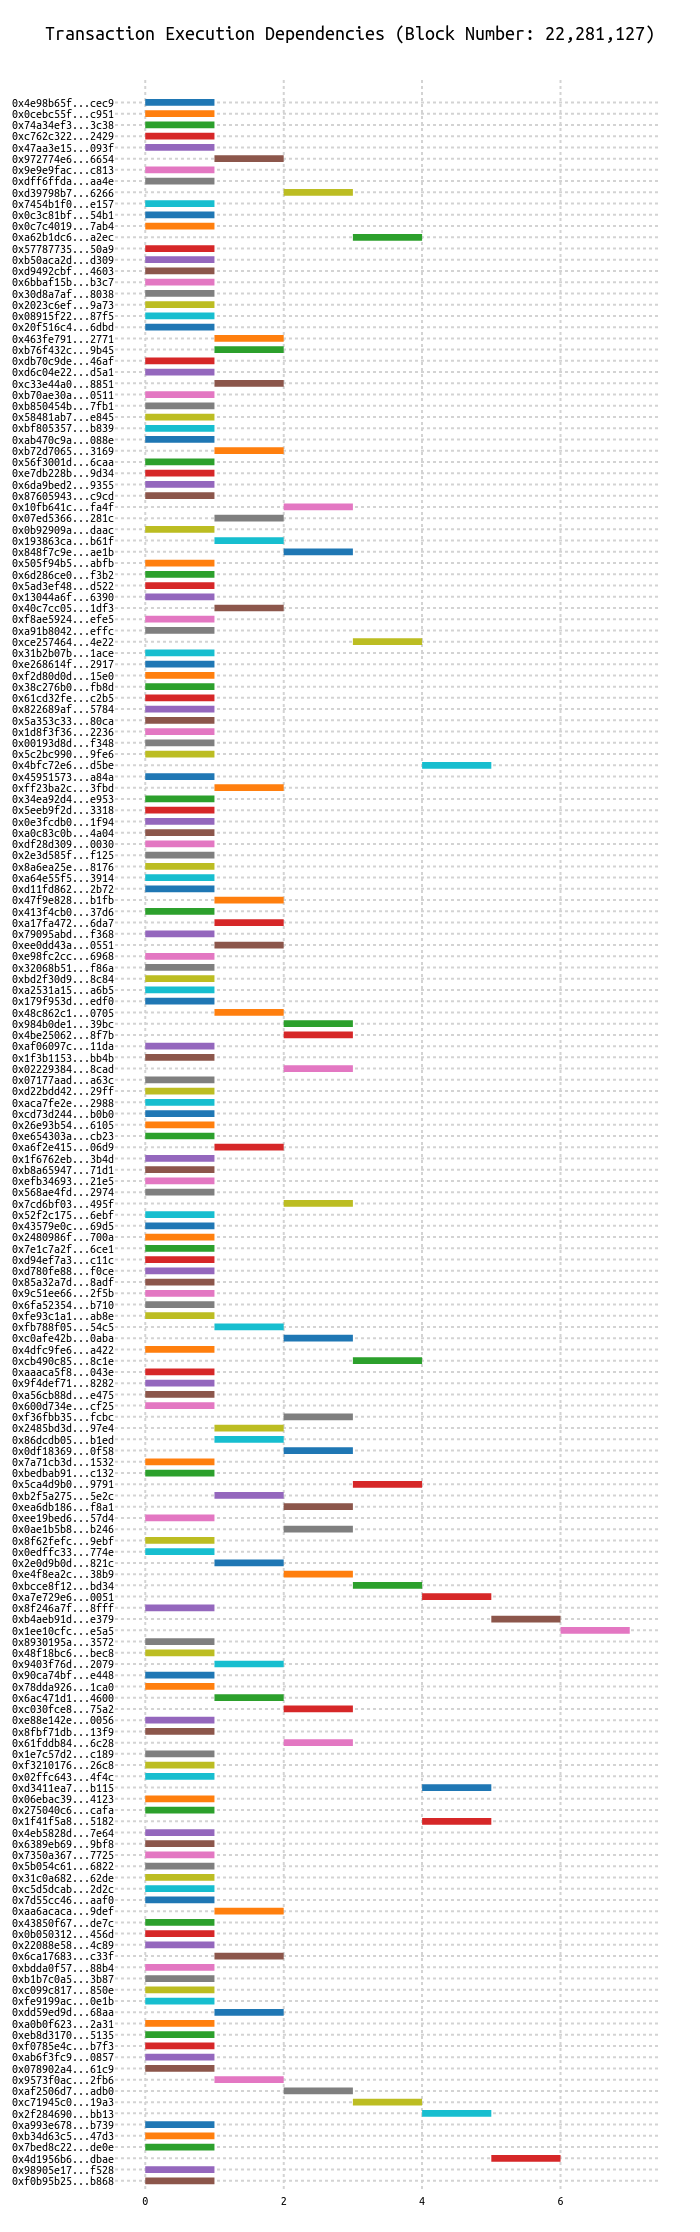 Transaction Execution Dependencies (Block Number: 22,281,127)
0x4e98b65f...cec9
0x0cebc55f...c951
0x74a34ef3...3c38
0xc762c322...2429
0x47aa3e15...093f
0x972774e6...6654
0x9e9e9fac...c813
0xdff6ffda...aa4e
0xd39798b7...6266
0x7454b1f0...e157
0x0c3c81bf...54b1
0x0c7c4019...7ab4
0xa62b1dc6...a2ec
0x57787735...50a9
0xb50aca2d...d309
0xd9492cbf...4603
0x6bbaf15b...b3c7
0x30d8a7af...8038
0x2023c6ef...9a73
0x08915f22...87f5
0x20f516c4...6dbd
0x463fe791...2771
0xb76f432c...9b45
0xdb70c9de...46af
0xd6c04e22...d5a1
0xc33e44a0...8851
0xb70ae30a...0511
0xb850454b...7fb1
0x58481ab7...e845
0xbf805357...b839
0xab470c9a...088e
0xb72d7065...3169
0x56f3001d...6caa
0xe7db228b...9d34
0x6da9bed2...9355
0x87605943...c9cd
0x10fb641c...fa4f
0x07ed5366...281c
0x0b92909a...daac
0x193863ca...b61f
0x848f7c9e...ae1b
0x505f94b5...abfb
0x6d286ce0...f3b2
0x5ad3ef48...d522
0x13044a6f...6390
0x40c7cc05...1df3
0xf8ae5924...efe5
0xa91b8042...effc
0xce257464...4e22
0x31b2b07b...1ace
0xe268614f...2917
0xf2d80d0d...15e0
0x38c276b0...fb8d
0x61cd32fe...c2b5
0x822689af...5784
0x5a353c33...80ca
0x1d8f3f36...2236
0x00193d8d...f348
0x5c2bc990...9fe6
0x4bfc72e6...d5be
0x45951573...a84a
0xff23ba2c...3fbd
0x34ea92d4...e953
0x5eeb9f2d...3318
0x0e3fcdb0...1f94
0xa0c83c0b...4a04
0xdf28d309...0030
0x2e3d585f...f125
0x8a6ea25e...8176
0xa64e55f5...3914
0xd11fd862...2b72
0x47f9e828...b1fb
0x413f4cb0...37d6
0xa17fa472...6da7
0x79095abd...f368
0xee0dd43a...0551
0xe98fc2cc...6968
0x32068b51...f86a
0xbd2f30d9...8c84
0xa2531a15...a6b5
0x179f953d...edf0
0x48c862c1...0705
0x984b0de1...39bc
0x4be25062...8f7b
0xaf06097c...11da
0x1f3b1153...bb4b
0x02229384...8cad
0x07177aad...a63c
0xd22bdd42...29ff
0xaca7fe2e...2988
0xcd73d244...b0b0
0x26e93b54...6105
0xe654303a...cb23
0xa6f2e415...06d9
0x1f6762eb...3b4d
0xb8a65947...71d1
0xefb34693...21e5
0x568ae4fd...2974
0x7cd6bf03...495f
0x52f2c175...6ebf
0x43579e0c...69d5
0x2480986f...700a
0x7e1c7a2f...6ce1
0xd94ef7a3...c11c
0xd780fe88...f0ce
0x85a32a7d...8adf
0x9c51ee66...2f5b
0x6fa52354...b710
0xfe93c1a1...ab8e
0xfb788f05...54c5
0xc0afe42b...0aba
0x4dfc9fe6...a422
0xcb490c85...8c1e
0xaaaca5f8...043e
0x9f4def71...8282
0xa56cb88d...e475
0x600d734e...cf25
0xf36fbb35...fcbc
0x2485bd3d...97e4
0x86dcdb05...b1ed
0x0df18369...0f58
0x7a71cb3d...1532
0xbedbab91...c132
0x5ca4d9b0...9791
0xb2f5a275...5e2c
0xea6db186...f8a1
0xee19bed6...57d4
0x0ae1b5b8...b246
0x8f62fefc...9ebf
0x0edffc33...774e
0x2e0d9b0d...821c
0xe4f8ea2c...38b9
0xbcce8f12...bd34
0xa7e729e6...0051
0x8f246a7f...8fff
0xb4aeb91d...e379
0x1ee10cfc...e5a5
0x8930195a...3572
0x48f18bc6...bec8
0x9403f76d...2079
0x90ca74bf...e448
0x78dda926...1ca0
0x6ac471d1...4600
0xc030fce8...75a2
0xe88e142e...0056
0x8fbf71db...13f9
0x61fddb84...6c28
0x1e7c57d2...c189
0xf3210176...26c8
0x02ffc643...4f4c
0xd3411ea7...b115
0x06ebac39...4123
0x275040c6...cafa
0x1f41f5a8...5182
0x4eb5828d...7e64
0x6389eb69...9bf8
0x7350a367...7725
0x5b054c61...6822
0x31c0a682...62de
0xc5d5dcab...2d2c
0x7d55cc46...aaf0
0xaa6acaca...9def
0x43850f67...de7c
0x0b050312...456d
0x22088e58...4c89
0x6ca17683...c33f
0xbdda0f57...88b4
0xb1b7c0a5...3b87
0xc099c817...850e
0xfe9199ac...0e1b
0xdd59ed9d...68aa
0xa0b0f623...2a31
0xeb8d3170...5135
0xf0785e4c...b7f3
0xab6f3fc9...0857
0x078902a4...61c9
0x9573f0ac...2fb6
0xaf2506d7...adb0
0xc71945c0...19a3
0x2f284690...bb13
0xa993e678...b739
0xb34d63c5...47d3
0x7bed8c22...de0e
0x4d1956b6...dbae
0x98905e17...f528
0xf0b95b25...b868
0 2 4 6